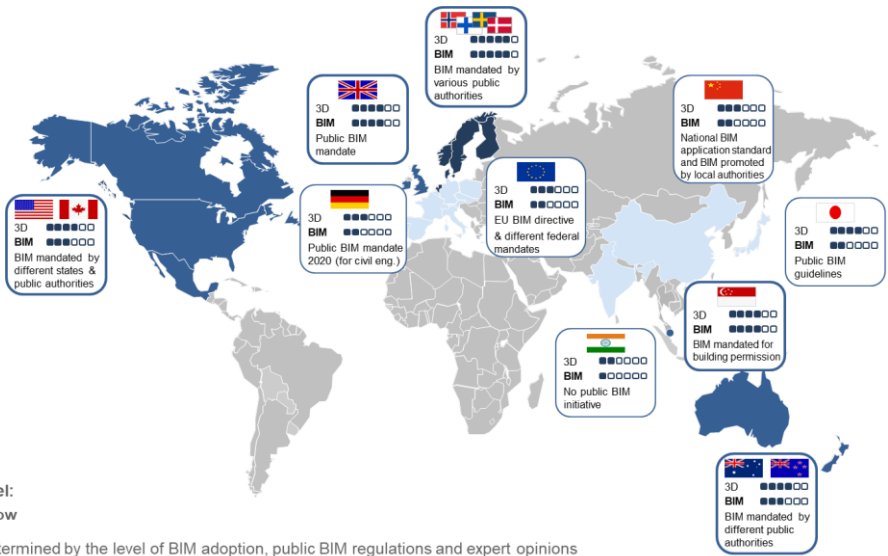 3D
BIM
BIM mandated by
various public
authorities
3D
BIM
Public BIM
mandate
3D
BIM
National BIM
application standard
and BIM promoted
by local authorities
3D
BIM
EU BIM directive
& different federal
mandates
3D
BIM
Public BIM mandate
2020 (for civil eng.)
3D
BIM
BIM mandated by
different states &
public authorities
3D
BIM
Public BIM
guidelines
3D
BIM
BIM mandated for
building permission
3D
BIM
No public BIM
initiative
3D
BIM
BIM mandated by
different public
authorities
el:
ow
termined by the level of BIM adoption, public BIM regulations and expert opinions